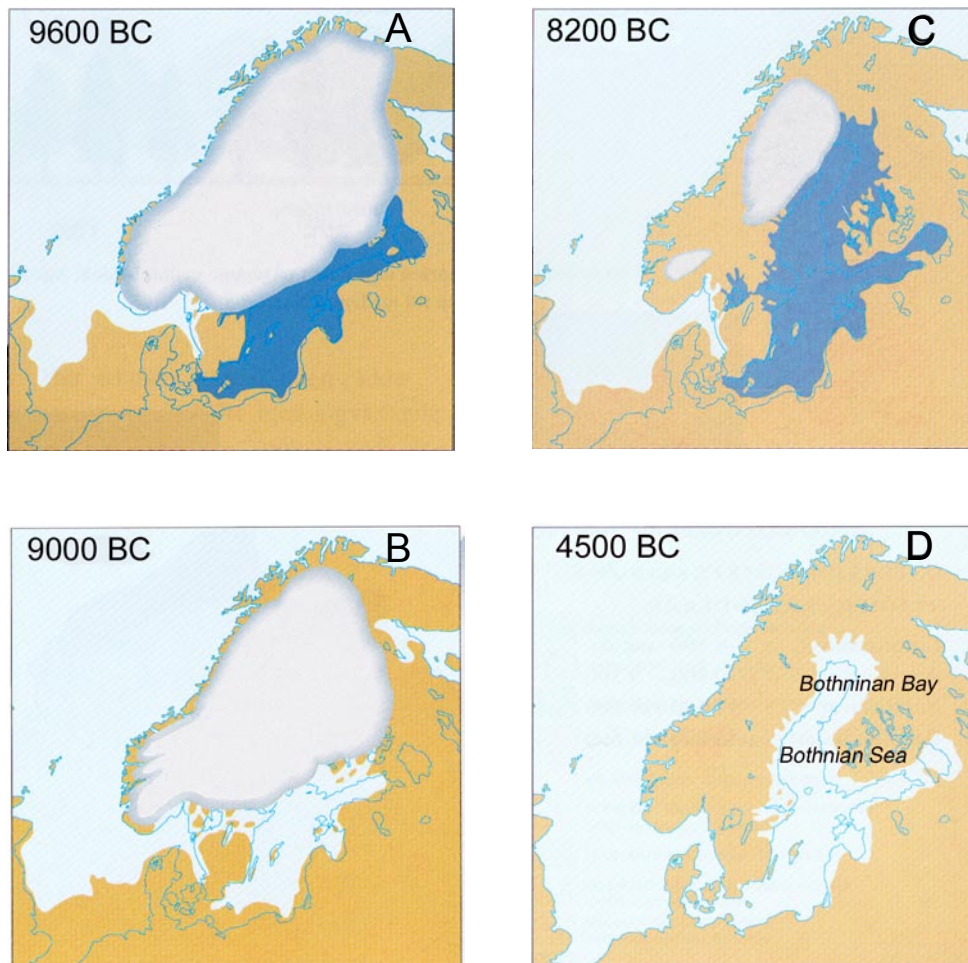 9600 BC A
8200 BC C
9000 BC B
4500 BC D
Bothninan Bay
Bothnian Sea